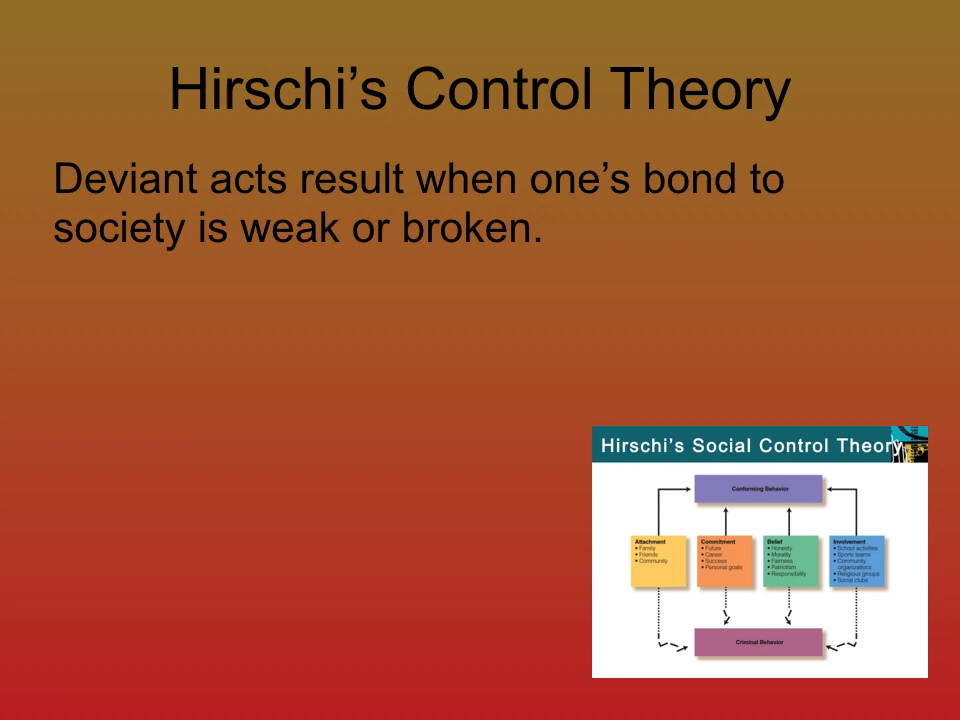 Hirschi’s Control Theory
Deviant acts result when one’s bond to
society is weak or broken.
Hirschi’s Social Control Theory
Conforming Behavior
Attachment
• Family
• Friends
• Community
Commitment
• Future
• Career
• Success
• Personal goals
Belief
• Honesty
• Morality
• Fairness
• Patriotism
• Responsibility
Involvement
• School activities
• Sports teams
• Community
organizations
• Religious groups
• Social clubs
Criminal Behavior